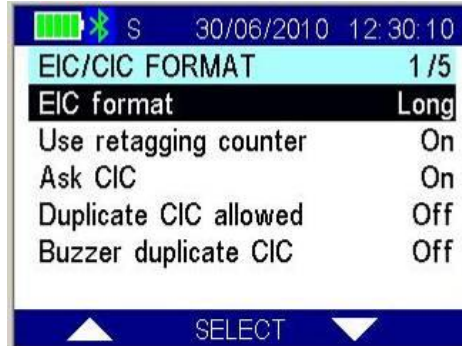 S 30/06/2010 12:30:10
EIC/CIC FORMAT 1/5
EIC format Long
Use retagging counter On
Ask CIC On
Duplicate CIC allowed Off
Buzzer duplicate CIC Off
SELECT